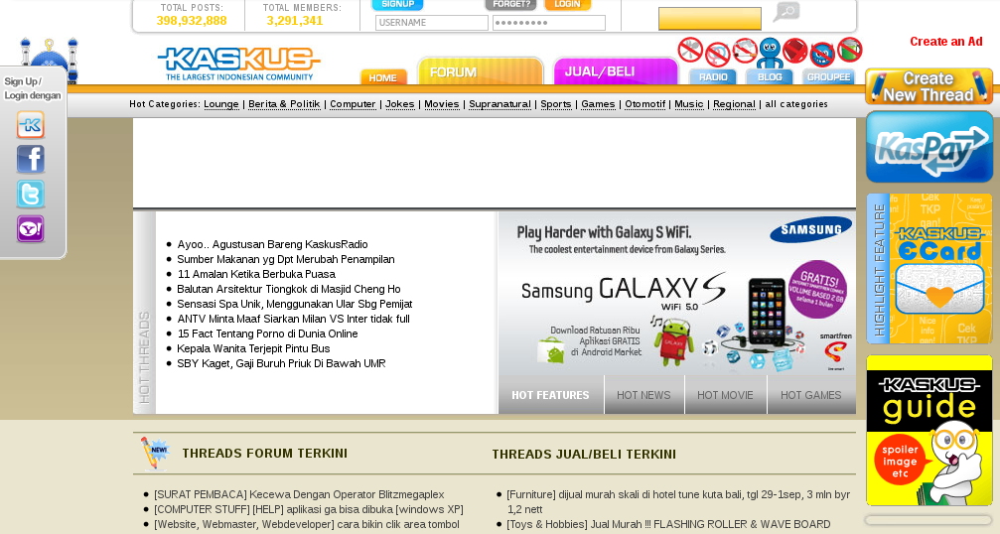 TOTAL POSTS:
398,932,888
TOTAL MEMBERS:
3,291,341
SIGNUP
FORGET?
LOGIN
USERNAME
Create an Ad
KASKUS
THE LARGEST INDONESIAN COMMUNITY
HOME
FORUM
JUAL/BELI
RADIO
BLOG
GROUPEE
Sign Up /
Login dengan
Create
New Thread
Hot Categories: Lounge | Berita & Politik | Computer | Jokes | Movies | Supranatural | Sports | Games | Otomotif | Music | Regional | all categories
KasPay
HOT THREADS
Ayoo.. Agustusan Bareng KaskusRadio
Sumber Makanan yg Dpt Merubah Penampilan
11 Amalan Ketika Berbuka Puasa
Balutan Arsitektur Tiongkok di Masjid Cheng Ho
Sensasi Spa Unik, Menggunakan Ular Sbg Pemijat
ANTV Minta Maaf Siarkan Milan VS Inter tidak full
15 Fact Tentang Porno di Dunia Online
Kepala Wanita Terjepit Pintu Bus
SBY Kaget, Gaji Buruh Priuk Di Bawah UMR
Play Harder with Galaxy S WiFi.
The coolest entertainment device from Galaxy Series.
SAMSUNG
Samsung GALAXY S
WiFi 5.0
GRATIS!
VOLUME BASED 2 GB
selama 1 bulan
Download Ratusan Ribu
Aplikasi GRATIS
di Android Market
smartfren
HOT FEATURES
HOT NEWS
HOT MOVIE
HOT GAMES
HIGHLIGHT FEATURE
Cek
TKP
gan!
KASKUS
eCard
Nice
info
gan!
Cek
TKP
KASKUS
guide
spoiler
image
etc
NEW!
THREADS FORUM TERKINI
[SURAT PEMBACA] Kecewa Dengan Operator Blitzmegaplex
[COMPUTER STUFF] [HELP] aplikasi ga bisa dibuka [windows XP]
[Website, Webmaster, Webdeveloper] cara bikin clik area tombol
THREADS JUAL/BELI TERKINI
[Furniture] dijual murah skali di hotel tune kuta bali, tgl 29-1sep, 3 mln byr
1,2 nett
[Toys & Hobbies] Jual Murah !!! FLASHING ROLLER & WAVE BOARD